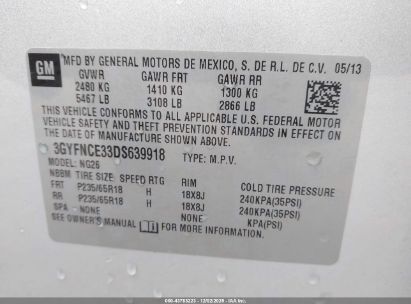 GM
MFD BY GENERAL MOTORS DE MEXICO, S. DE R.L. DE C.V. 05/13
GVWR GAWR FRT GAWR RR
2480 KG 1410 KG 1300 KG
5467 LB 3108 LB 2866 LB
THIS VEHICLE CONFORMS TO ALL APPLICABLE U.S. FEDERAL MOTOR
VEHICLE SAFETY AND THEFT PREVENTION STANDARDS IN EFFECT
ON THE DATE OF MANUFACTURE SHOWN ABOVE.
3GYFNCE33DS639918 TYPE: M.P.V.
MODEL: NG26
NBBM TIRE SIZE: SPEED RTG RIM COLD TIRE PRESSURE
FRT P235/65R18 H 18X8J 240KPA(35PSI)
RR P235/65R18 H 18X8J 240KPA(35PSI)
SPA NONE NONE KPA(PSI)
SEE OWNER'S MANUAL FOR MORE INFORMATION.